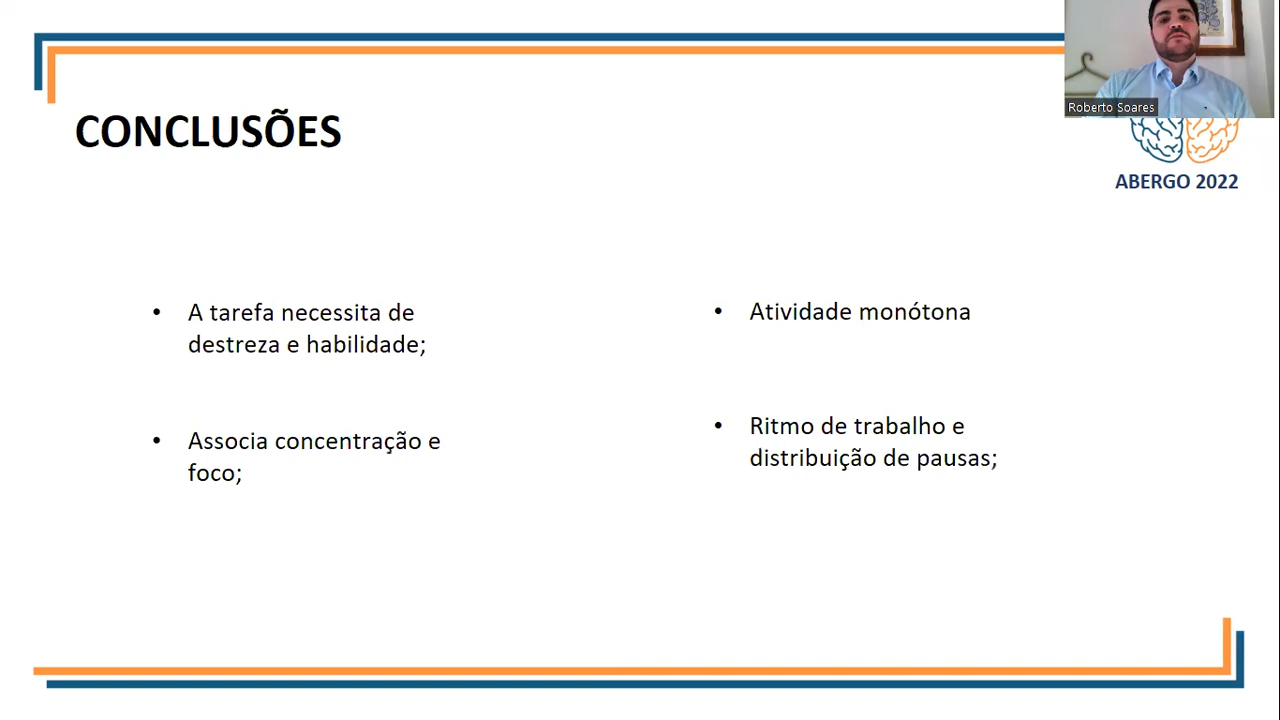 Roberto Soares
CONCLUSÕES
ABERGO 2022
• A tarefa necessita de
destreza e habilidade;
• Associa concentração e
foco;
• Atividade monótona
• Ritmo de trabalho e
distribuição de pausas;